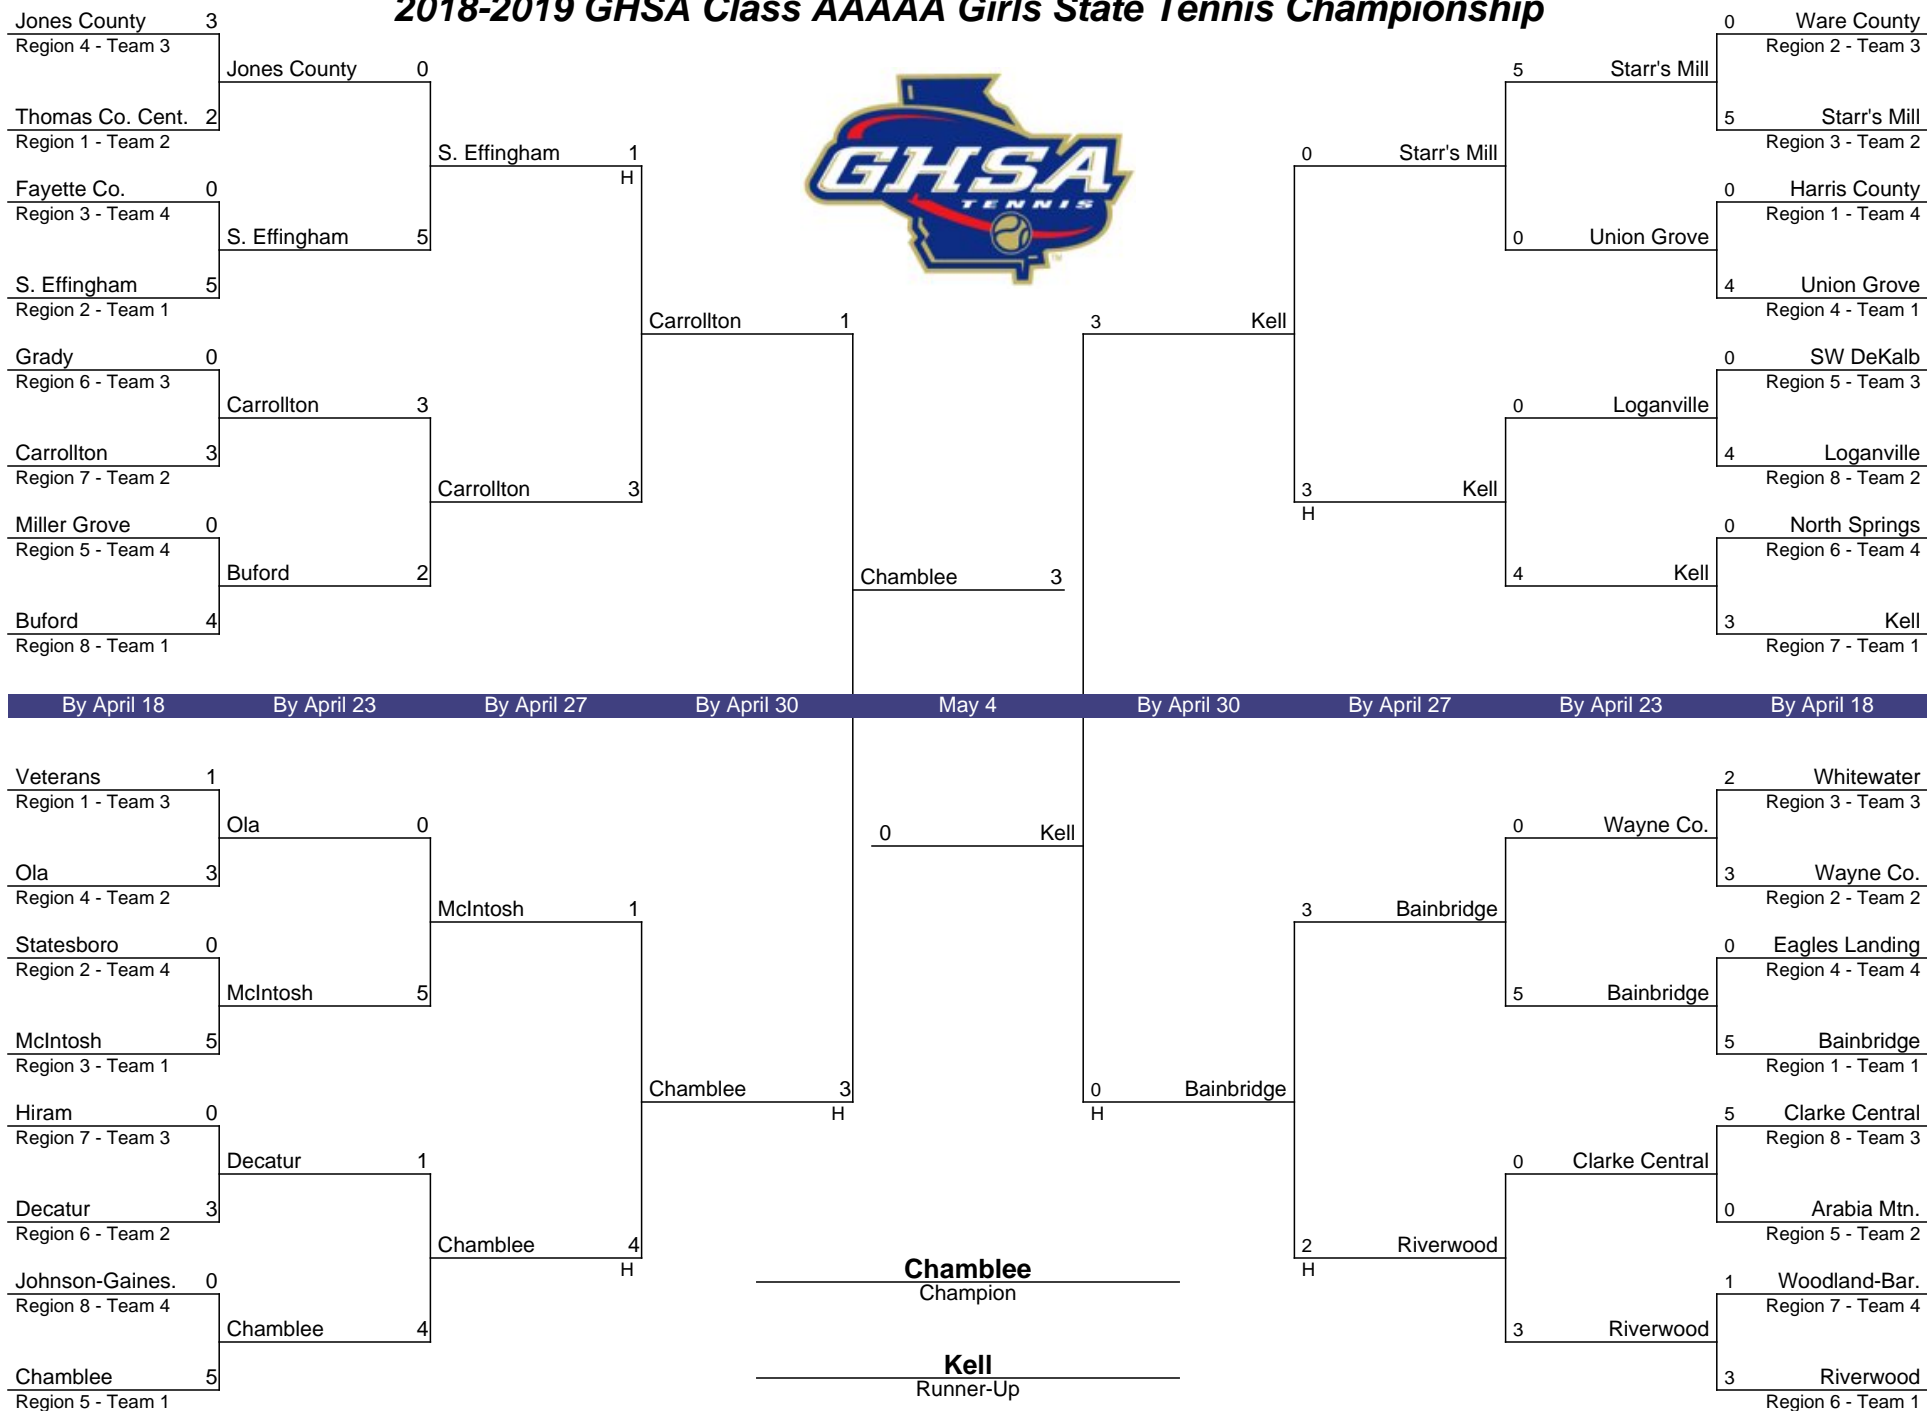 2018-2019 GHSA Class AAAAA Girls State Tennis Championship
Jones County 3
Region 4 - Team 3
Thomas Co. Cent. 2
Region 1 - Team 2
Fayette Co. 0
Region 3 - Team 4
S. Effingham 5
Region 2 - Team 1
Grady 0
Region 6 - Team 3
Carrollton 3
Region 7 - Team 2
Miller Grove 0
Region 5 - Team 4
Buford 4
Region 8 - Team 1
Jones County 0
S. Effingham 5
Carrollton 3
Buford 2
S. Effingham 1
H
Carrollton 3
Carrollton 1
GHSA
TENNIS
TM
Chamble​e 3
3 Kell
0 Starr's Mill
3 Kell
H
5 Starr's Mill
0 Union Grove
0 Loganville
4 Kell
0 Ware County
Region 2 - Team 3
5 Starr's Mill
Region 3 - Team 2
0 Harris County
Region 1 - Team 4
4 Union Grove
Region 4 - Team 1
0 SW DeKalb
Region 5 - Team 3
4 Loganville
Region 8 - Team 2
0 North Springs
Region 6 - Team 4
3 Kell
Region 7 - Team 1
By April 18 By April 23 By April 27 By April 30 May 4 By April 30 By April 27 By April 23 By April 18
Veterans 1
Region 1 - Team 3
Ola 3
Region 4 - Team 2
Statesboro 0
Region 2 - Team 4
McIntosh 5
Region 3 - Team 1
Hiram 0
Region 7 - Team 3
Decatur 3
Region 6 - Team 2
Johnson-Gaines. 0
Region 8 - Team 4
Chamblee 5
Region 5 - Team 1
Ola 0
McIntosh 5
Decatur 1
Chamblee 4
McIntosh 1
Chamblee 4
H
Chamblee 3
H
0 Kell
0 Bainbridge
H
3 Bainbridge
2 Riverwood
H
0 Wayne Co.
5 Bainbridge
0 Clarke Central
3 Riverwood
2 Whitewater
Region 3 - Team 3
3 Wayne Co.
Region 2 - Team 2
0 Eagles Landing
Region 4 - Team 4
5 Bainbridge
Region 1 - Team 1
5 Clarke Central
Region 8 - Team 3
0 Arabia Mtn.
Region 5 - Team 2
1 Woodland-Bar.
Region 7 - Team 4
3 Riverwood
Region 6 - Team 1
Chamblee
Champion
Kell
Runner-Up